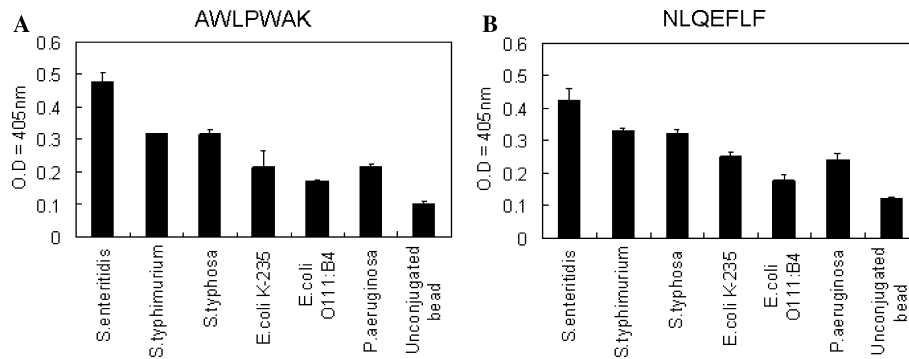 A
AWLPWAK
O.D = 405nm
0.6
0.5
0.4
0.3
0.2
0.1
0
S.enteritidis
S.typhimurium
S.typhosa
E.coli K-235
E.coli
O111:B4
P.aeruginosa
Unconjugated
bead
B
NLQEFLF
O.D = 405nm
0.6
0.5
0.4
0.3
0.2
0.1
0
S.enteritidis
S.typhimurium
S.typhosa
E.coli K-235
E.coli
O111:B4
P.aeruginosa
Unconjugated
bead